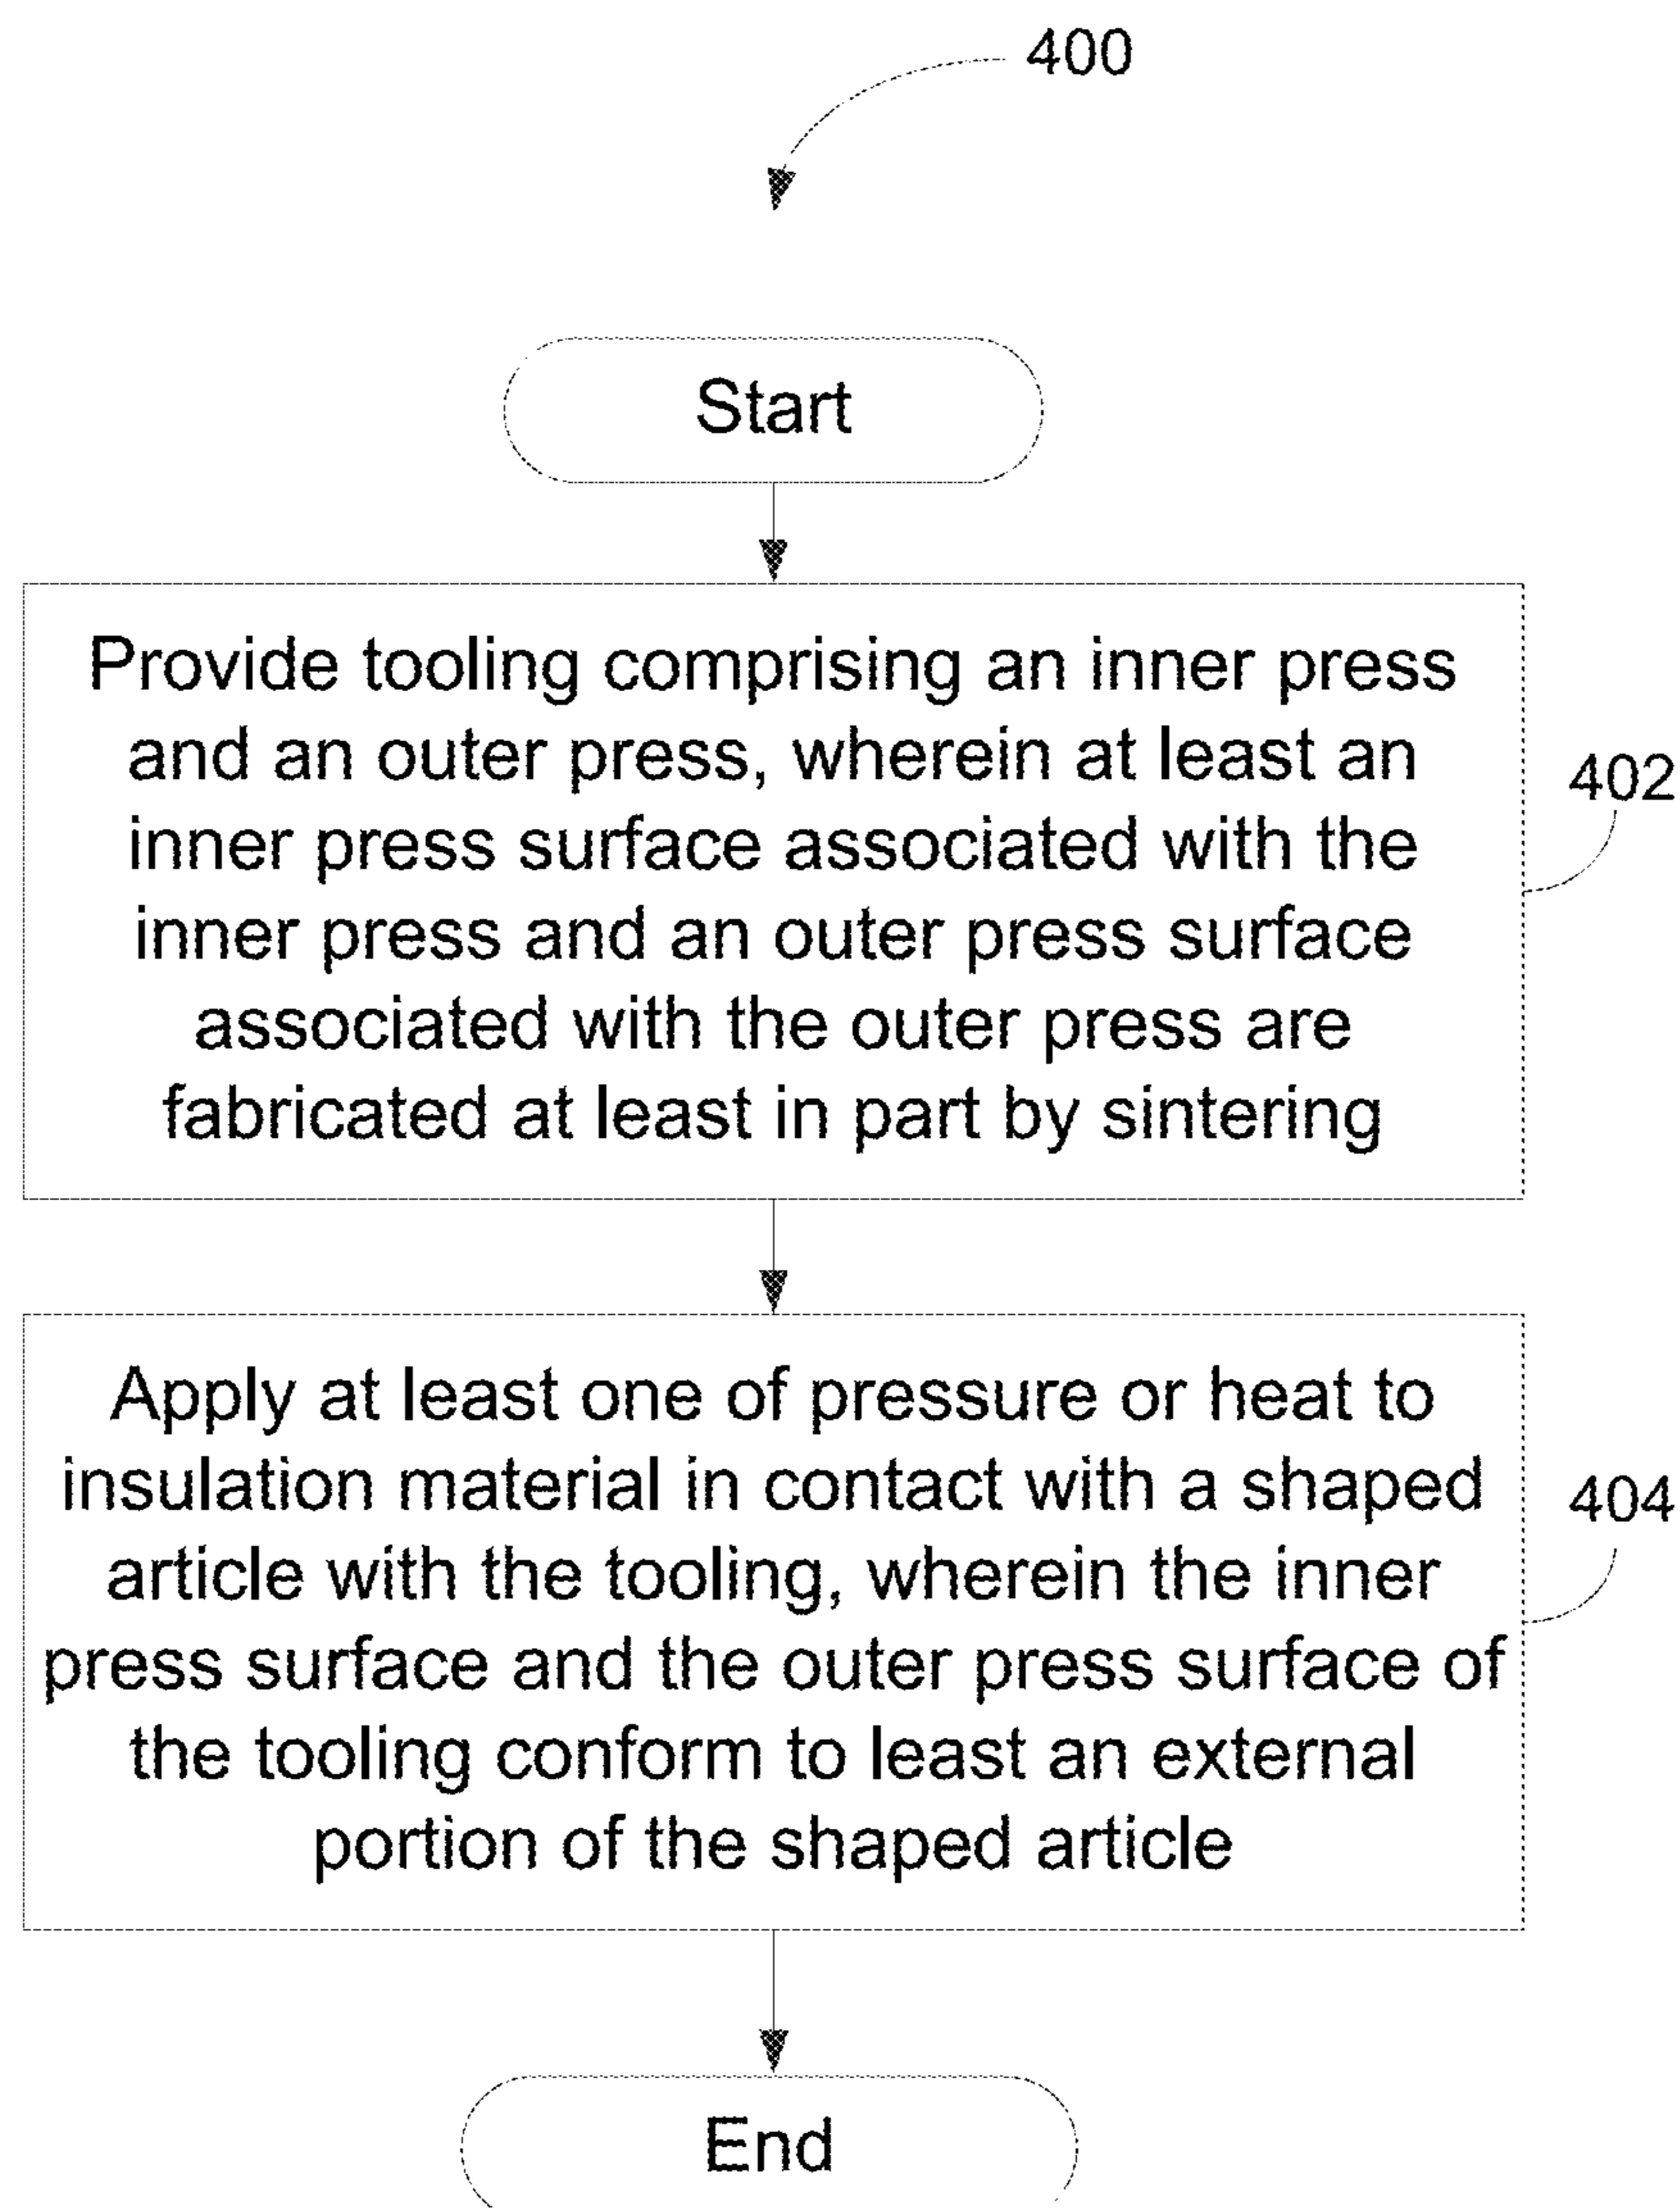 400
Start
Provide tooling comprising an inner press
and an outer press, wherein at least an
inner press surface associated with the
inner press and an outer press surface
associated with the outer press are
fabricated at least in part by sintering
402
Apply at least one of pressure or heat to
insulation material in contact with a shaped
article with the tooling, wherein the inner
press surface and the outer press surface of
the tooling conform to least an external
portion of the shaped article
404
End